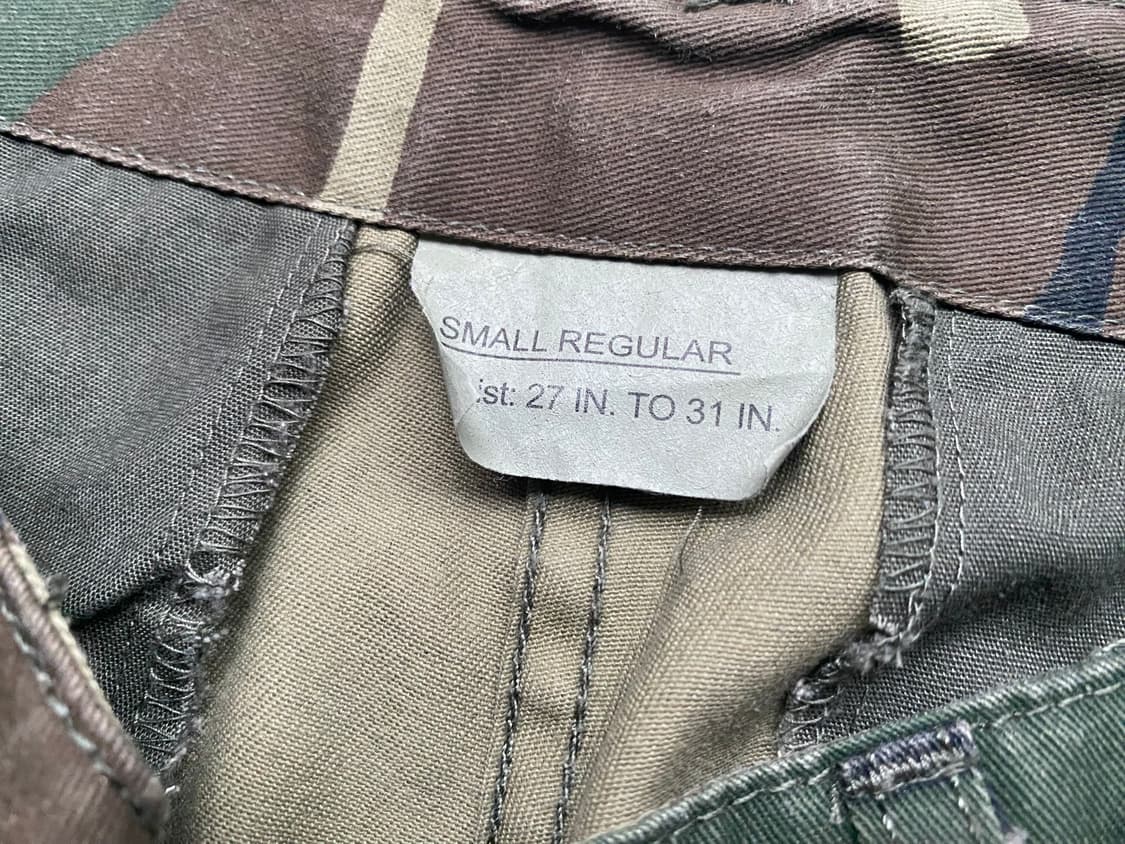 SMALL REGULAR
ist: 27 IN. TO 31 IN.